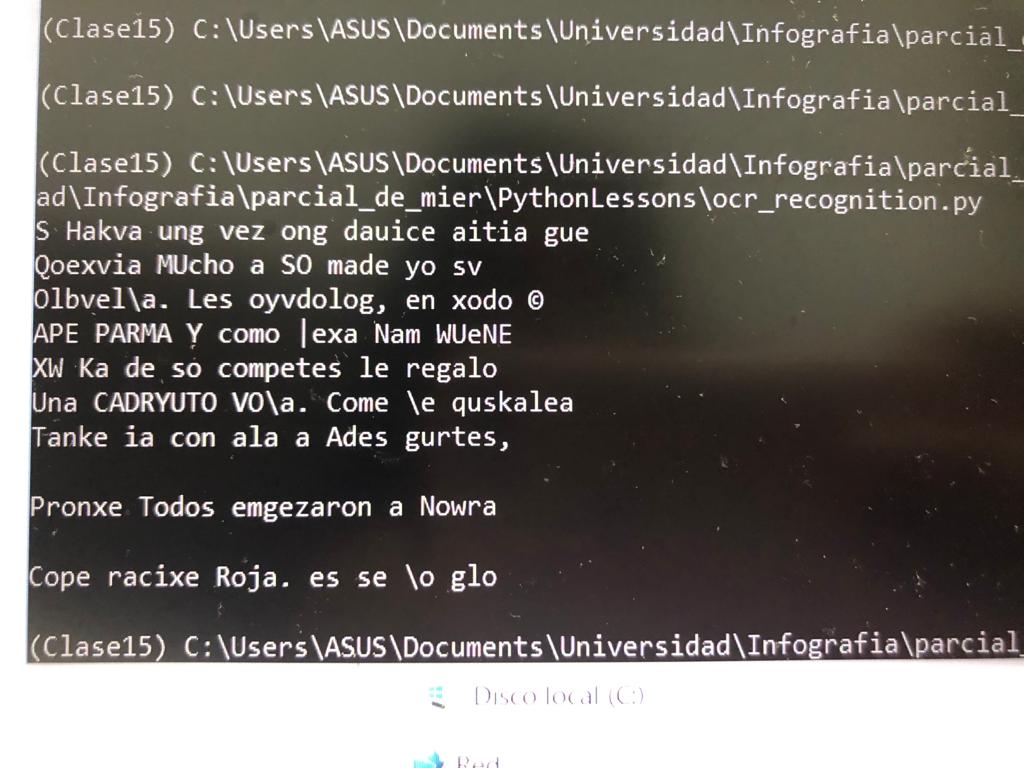 (Clase15) C:\Users\ASUS\Documents\Universidad\Infografia\parcial_
(Clase15) C:\Users\ASUS\Documents\Universidad\Infografia\parcial_
(Clase15) C:\Users\ASUS\Documents\Universidad\Infografia\parcial_
ad\Infografia\parcial_de_mier\PythonLessons\ocr_recognition.py
S Hakva ung vez ong dauice aitia gue
Qoexvia MUcho a SO made yo sv
Olbvel\a. Les oyvdolog, en xodo ©
APE PARMA Y como |exa Nam WUeNE
XW Ka de so competes le regalo
Una CADRYUTO VO\a. Come \e quskalea
Tanke ia con ala a Ades gurtes,
Pronxe Todos emgezaron a Nowra
Cope racixe Roja. es se \o glo
(Clase15) C:\Users\ASUS\Documents\Universidad\Infografia\parcial_
Disco local (C:)
Red